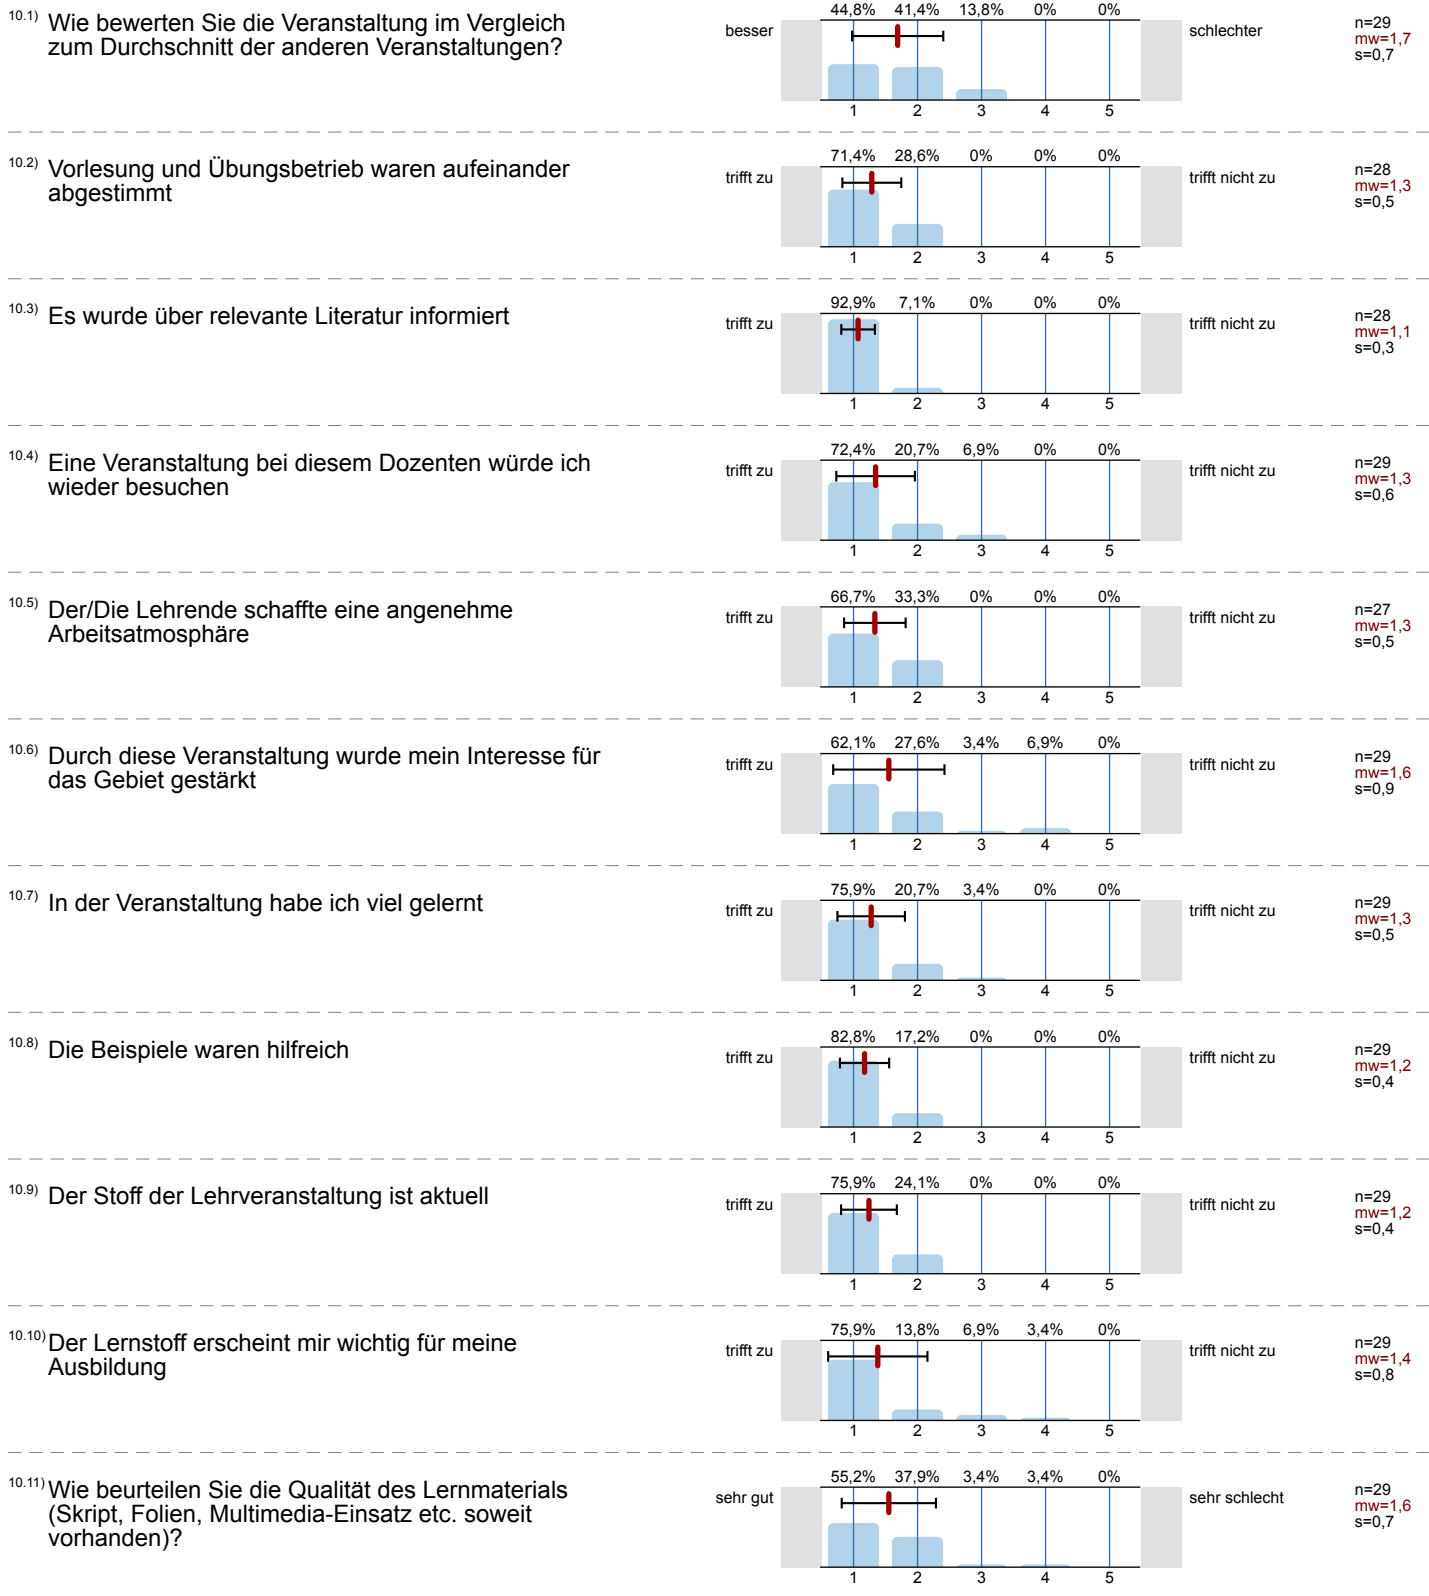 10.1) Wie bewerten Sie die Veranstaltung im Vergleich
zum Durchschnitt der anderen Veranstaltungen?
44,8% 41,4% 13,8% 0% 0%
besser schlechter
n=29
mw=1,7
s=0,7
1 2 3 4 5
10.2) Vorlesung und Übungsbetrieb waren aufeinander
abgestimmt
71,4% 28,6% 0% 0% 0%
trifft zu trifft nicht zu
n=28
mw=1,3
s=0,5
1 2 3 4 5
10.3) Es wurde über relevante Literatur informiert
92,9% 7,1% 0% 0% 0%
trifft zu trifft nicht zu
n=28
mw=1,1
s=0,3
1 2 3 4 5
10.4) Eine Veranstaltung bei diesem Dozenten würde ich
wieder besuchen
72,4% 20,7% 6,9% 0% 0%
trifft zu trifft nicht zu
n=29
mw=1,3
s=0,6
1 2 3 4 5
10.5) Der/Die Lehrende schaffte eine angenehme
Arbeitsatmosphäre
66,7% 33,3% 0% 0% 0%
trifft zu trifft nicht zu
n=27
mw=1,3
s=0,5
1 2 3 4 5
10.6) Durch diese Veranstaltung wurde mein Interesse für
das Gebiet gestärkt
62,1% 27,6% 3,4% 6,9% 0%
trifft zu trifft nicht zu
n=29
mw=1,6
s=0,9
1 2 3 4 5
10.7) In der Veranstaltung habe ich viel gelernt
75,9% 20,7% 3,4% 0% 0%
trifft zu trifft nicht zu
n=29
mw=1,3
s=0,5
1 2 3 4 5
10.8) Die Beispiele waren hilfreich
82,8% 17,2% 0% 0% 0%
trifft zu trifft nicht zu
n=29
mw=1,2
s=0,4
1 2 3 4 5
10.9) Der Stoff der Lehrveranstaltung ist aktuell
75,9% 24,1% 0% 0% 0%
trifft zu trifft nicht zu
n=29
mw=1,2
s=0,4
1 2 3 4 5
10.10) Der Lernstoff erscheint mir wichtig für meine
Ausbildung
75,9% 13,8% 6,9% 3,4% 0%
trifft zu trifft nicht zu
n=29
mw=1,4
s=0,8
1 2 3 4 5
10.11) Wie beurteilen Sie die Qualität des Lernmaterials
(Skript, Folien, Multimedia-Einsatz etc. soweit
vorhanden)?
55,2% 37,9% 3,4% 3,4% 0%
sehr gut sehr schlecht
n=29
mw=1,6
s=0,7
1 2 3 4 5